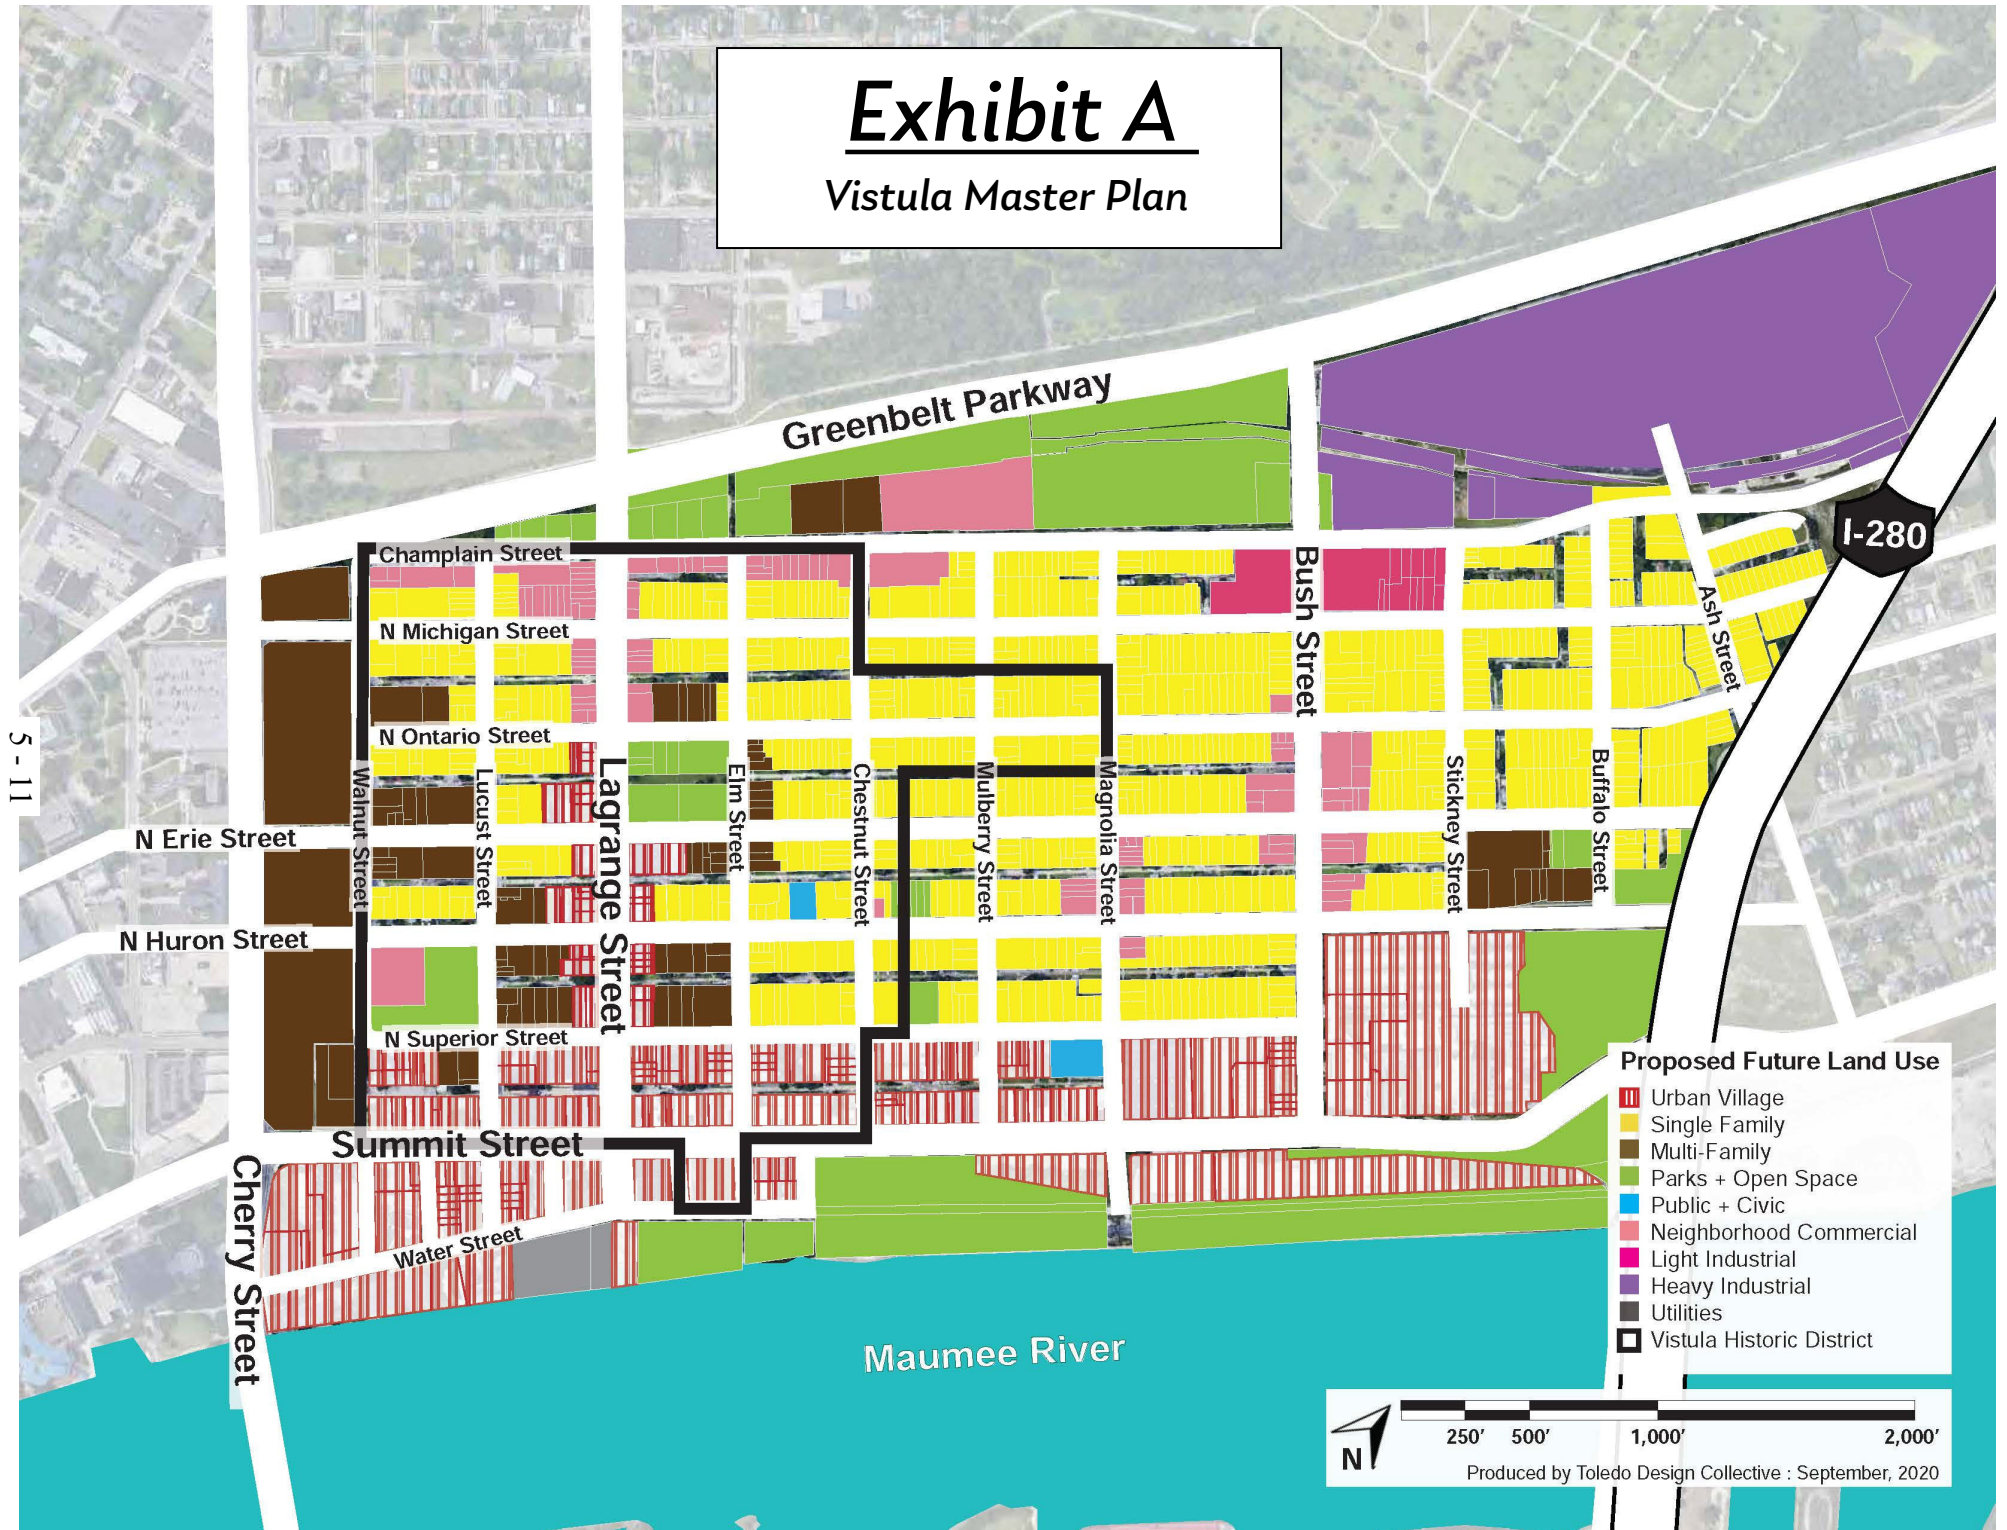 Exhibit A
Vistula Master Plan
Greenbelt Parkway
I-280
Champlain Street
Bush Street
Ash Street
N Michigan Street
N Ontario Street
Walnut Street
Lucust Street
Lagrange Street
Elm Street
Chestnut Street
Mulberry Street
Magnolia Street
Stickney Street
Buffalo Street
5 - 11
N Erie Street
N Huron Street
N Superior Street
Summit Street
Cherry Street
Water Street
Maumee River
Proposed Future Land Use
Urban Village
Single Family
Multi-Family
Parks + Open Space
Public + Civic
Neighborhood Commercial
Light Industrial
Heavy Industrial
Utilities
Vistula Historic District
N
250' 500' 1,000' 2,000'
Produced by Toledo Design Collective : September, 2020